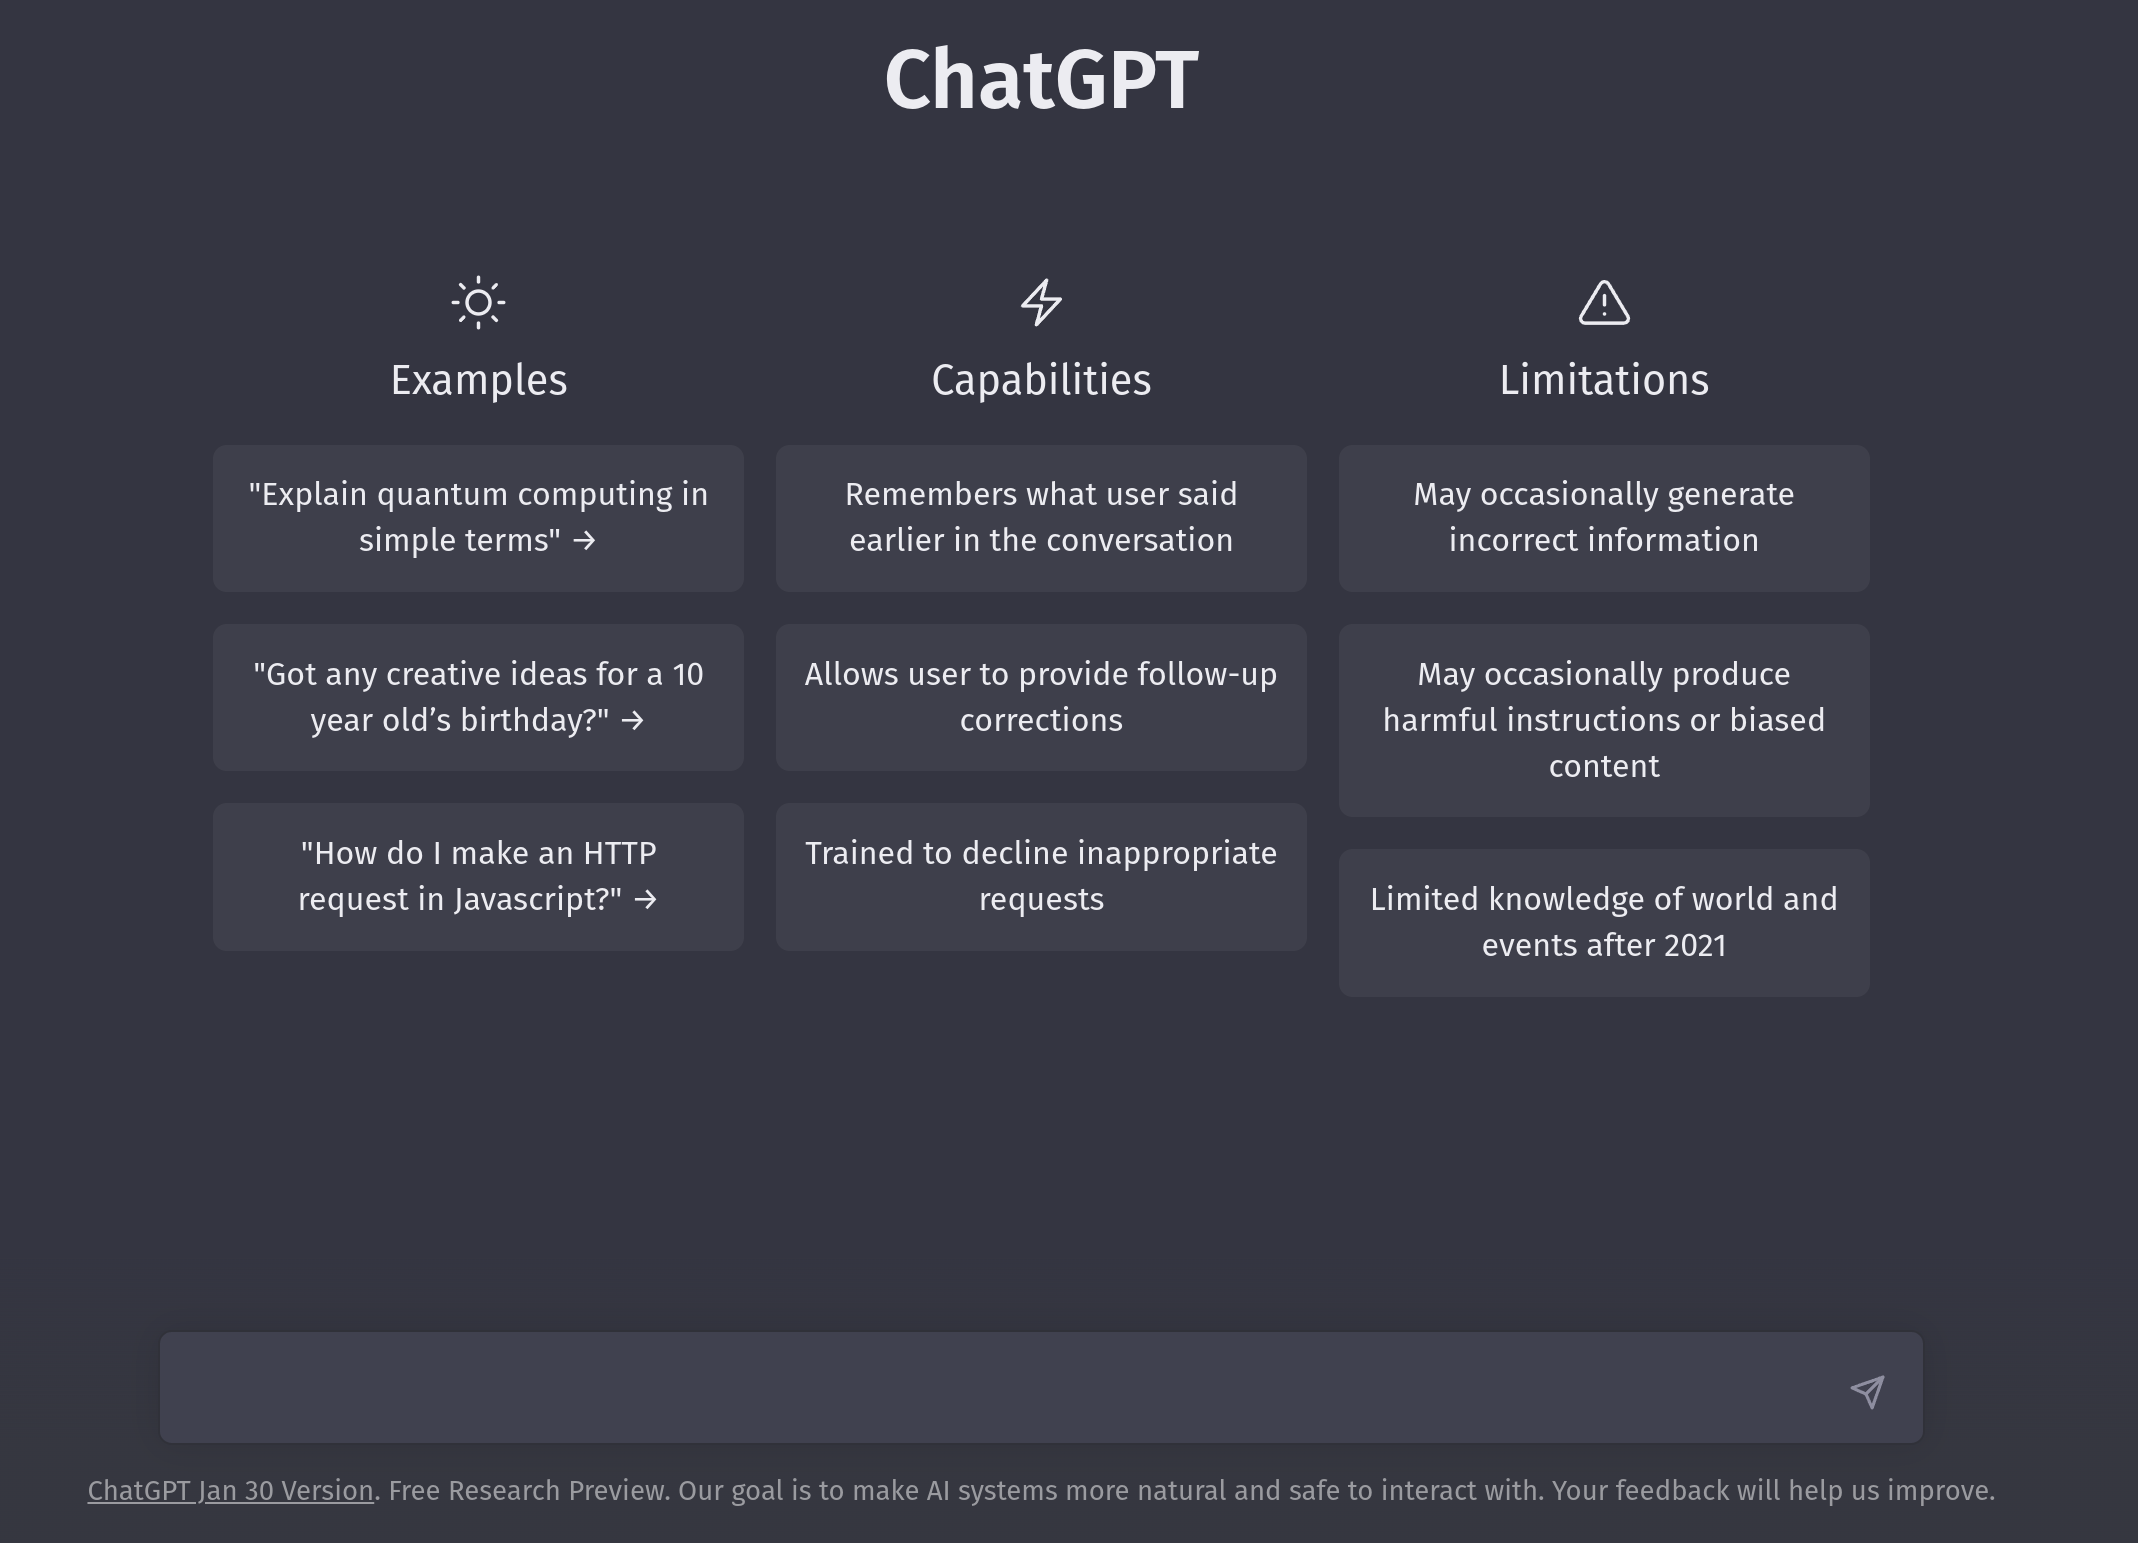 ChatGPT
Examples
"Explain quantum computing in
simple terms" →
"Got any creative ideas for a 10
year old’s birthday?" →
"How do I make an HTTP
request in Javascript?" →
Capabilities
Remembers what user said
earlier in the conversation
Allows user to provide follow-up
corrections
Trained to decline inappropriate
requests
Limitations
May occasionally generate
incorrect information
May occasionally produce
harmful instructions or biased
content
Limited knowledge of world and
events after 2021
ChatGPT Jan 30 Version. Free Research Preview. Our goal is to make AI systems more natural and safe to interact with. Your feedback will help us improve.